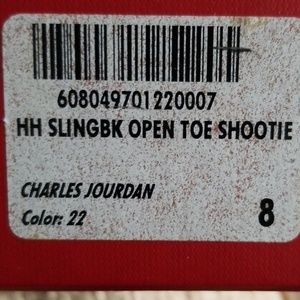 608049701220007
HH SLINGBK OPEN TOE SHOOTIE
CHARLES JOURDAN
Color: 22
8